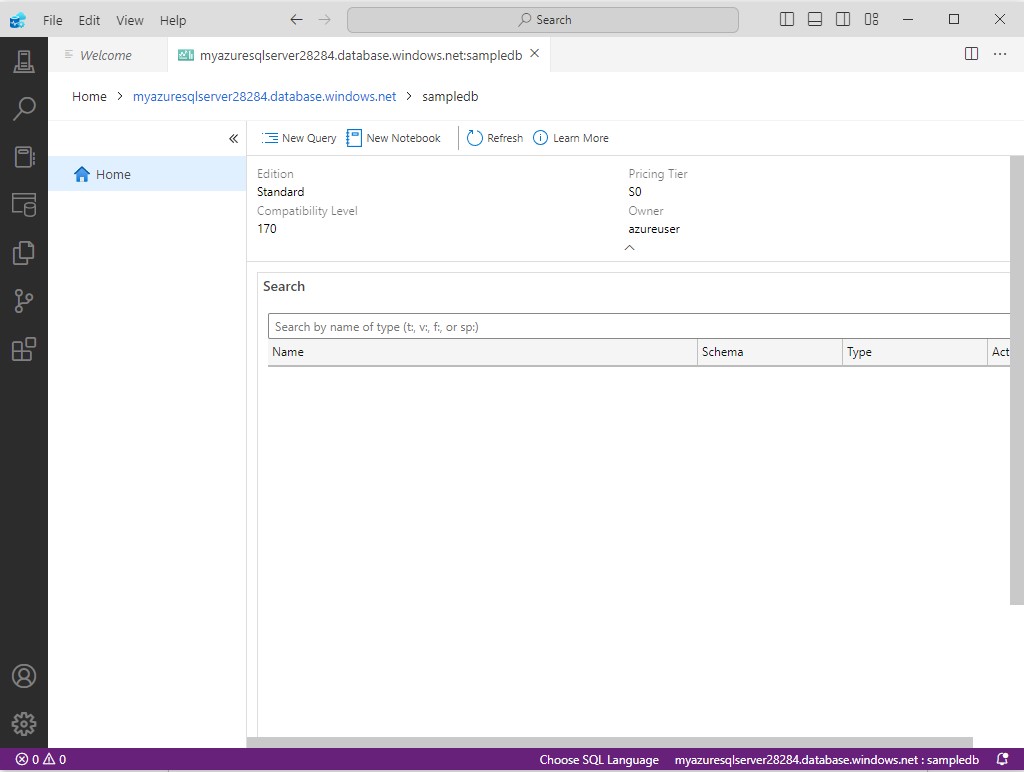 File Edit View Help Search
Welcome myazuresqlserver28284.database.windows.net:sampledb
Home > myazuresqlserver28284.database.windows.net > sampledb
« New Query New Notebook Refresh Learn More
Home
Edition Pricing Tier
Standard S0
Compatibility Level Owner
170 azureuser
Search
Search by name of type (t:, v:, f:, or sp:)
Name Schema Type Act
0 0 Choose SQL Language myazuresqlserver28284.database.windows.net : sampledb